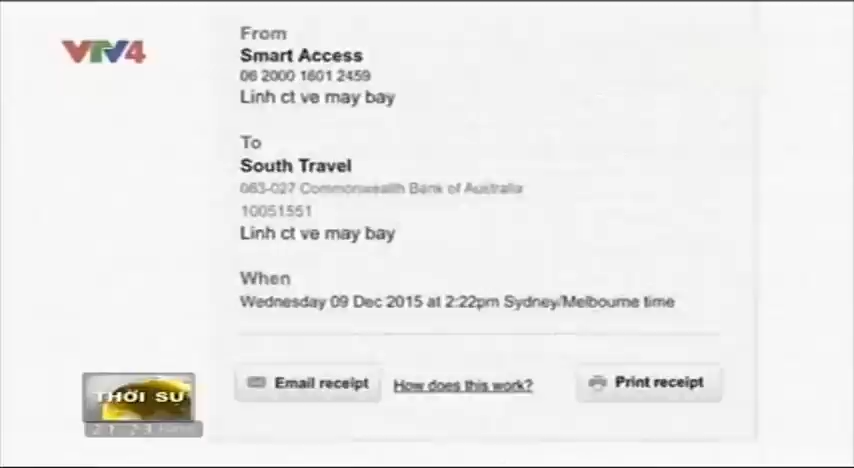 VTV4
From
Smart Access
06 2000 1601 2459
Linh ct ve may bay
To
South Travel
063-027 Commonwealth Bank of Australia
10051551
Linh ct ve may bay
When
Wednesday 09 Dec 2015 at 2:22pm Sydney/Melbourne time
Email receipt
How does this work?
Print receipt
THỜI SỰ